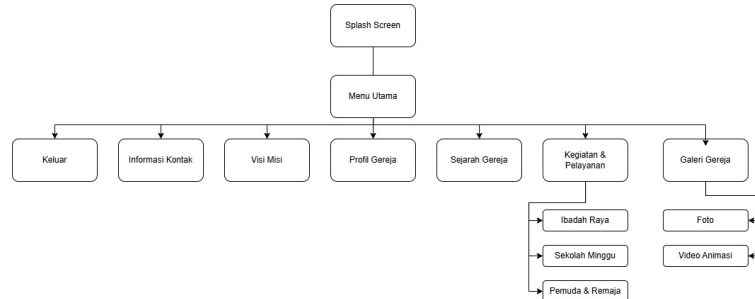 Splash Screen
Menu Utama
Keluar
Informasi Kontak
Visi Misi
Profil Gereja
Sejarah Gereja
Kegiatan &
Pelayanan
Galeri Gereja
Ibadah Raya
Foto
Sekolah Minggu
Video Animasi
Pemuda & Remaja